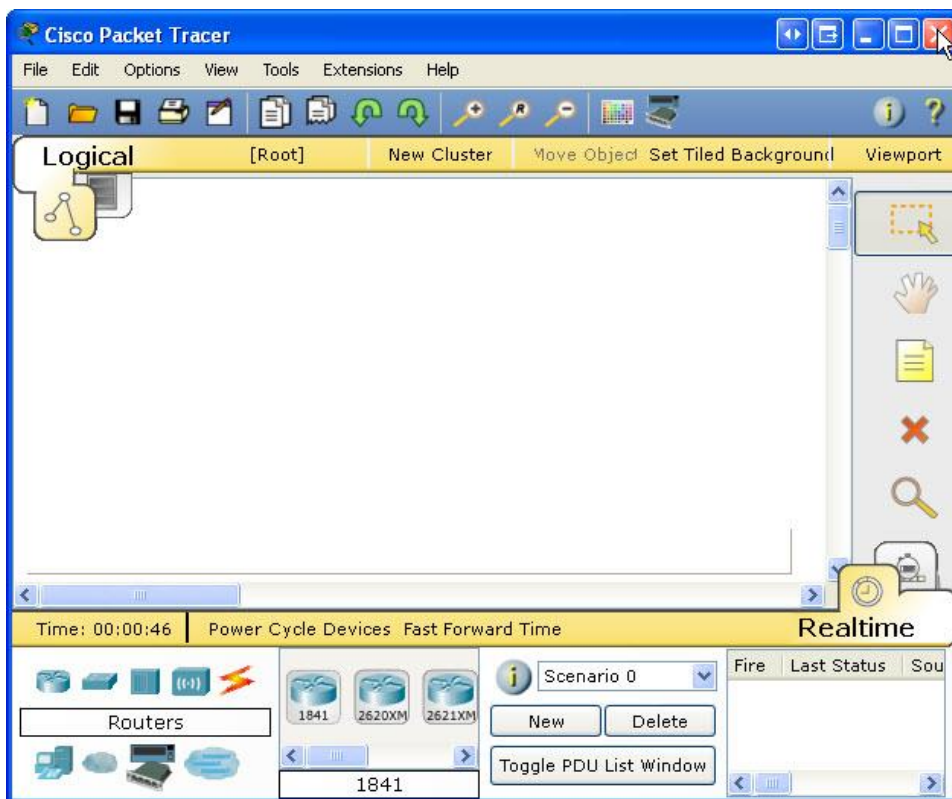 Cisco Packet Tracer
File Edit Options View Tools Extensions Help
Logical [Root] New Cluster Move Object Set Tiled Background Viewport
Time: 00:00:46 Power Cycle Devices Fast Forward Time Realtime
Fire Last Status Sou
Scenario 0
1841 2620XM 2621XM
Routers
New Delete
Toggle PDU List Window
1841